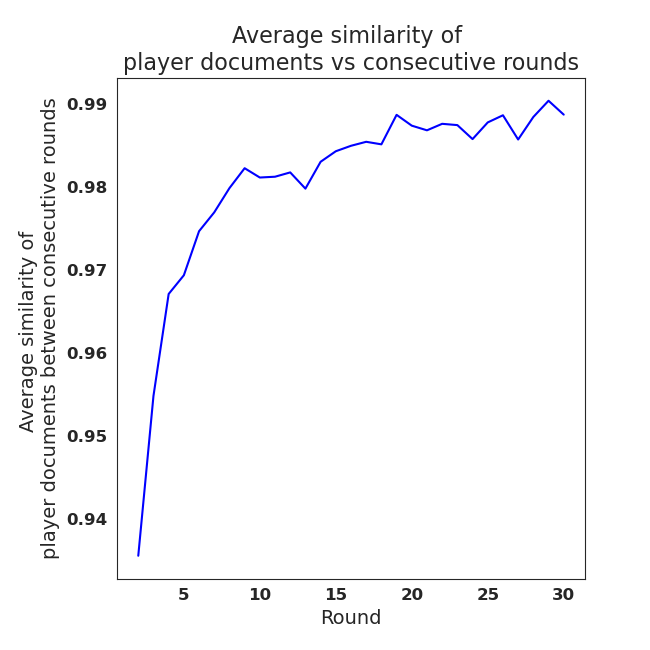 Average similarity of
player documents vs consecutive rounds
Average similarity of
player documents between consecutive rounds
0.99
0.98
0.97
0.96
0.95
0.94
5 10 15 20 25 30
Round